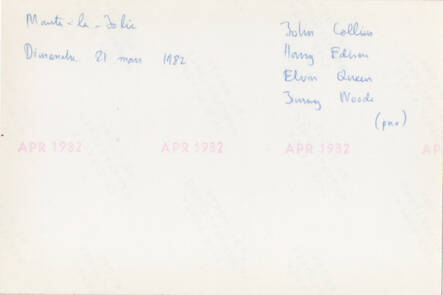 Mantes-la-Jolie
Dimanche 21 mars 1982
John Collins
Harry Edison
Elvin Queen
Jimmy Woode
(pno)
APR 1982 APR 1982 APR 1982